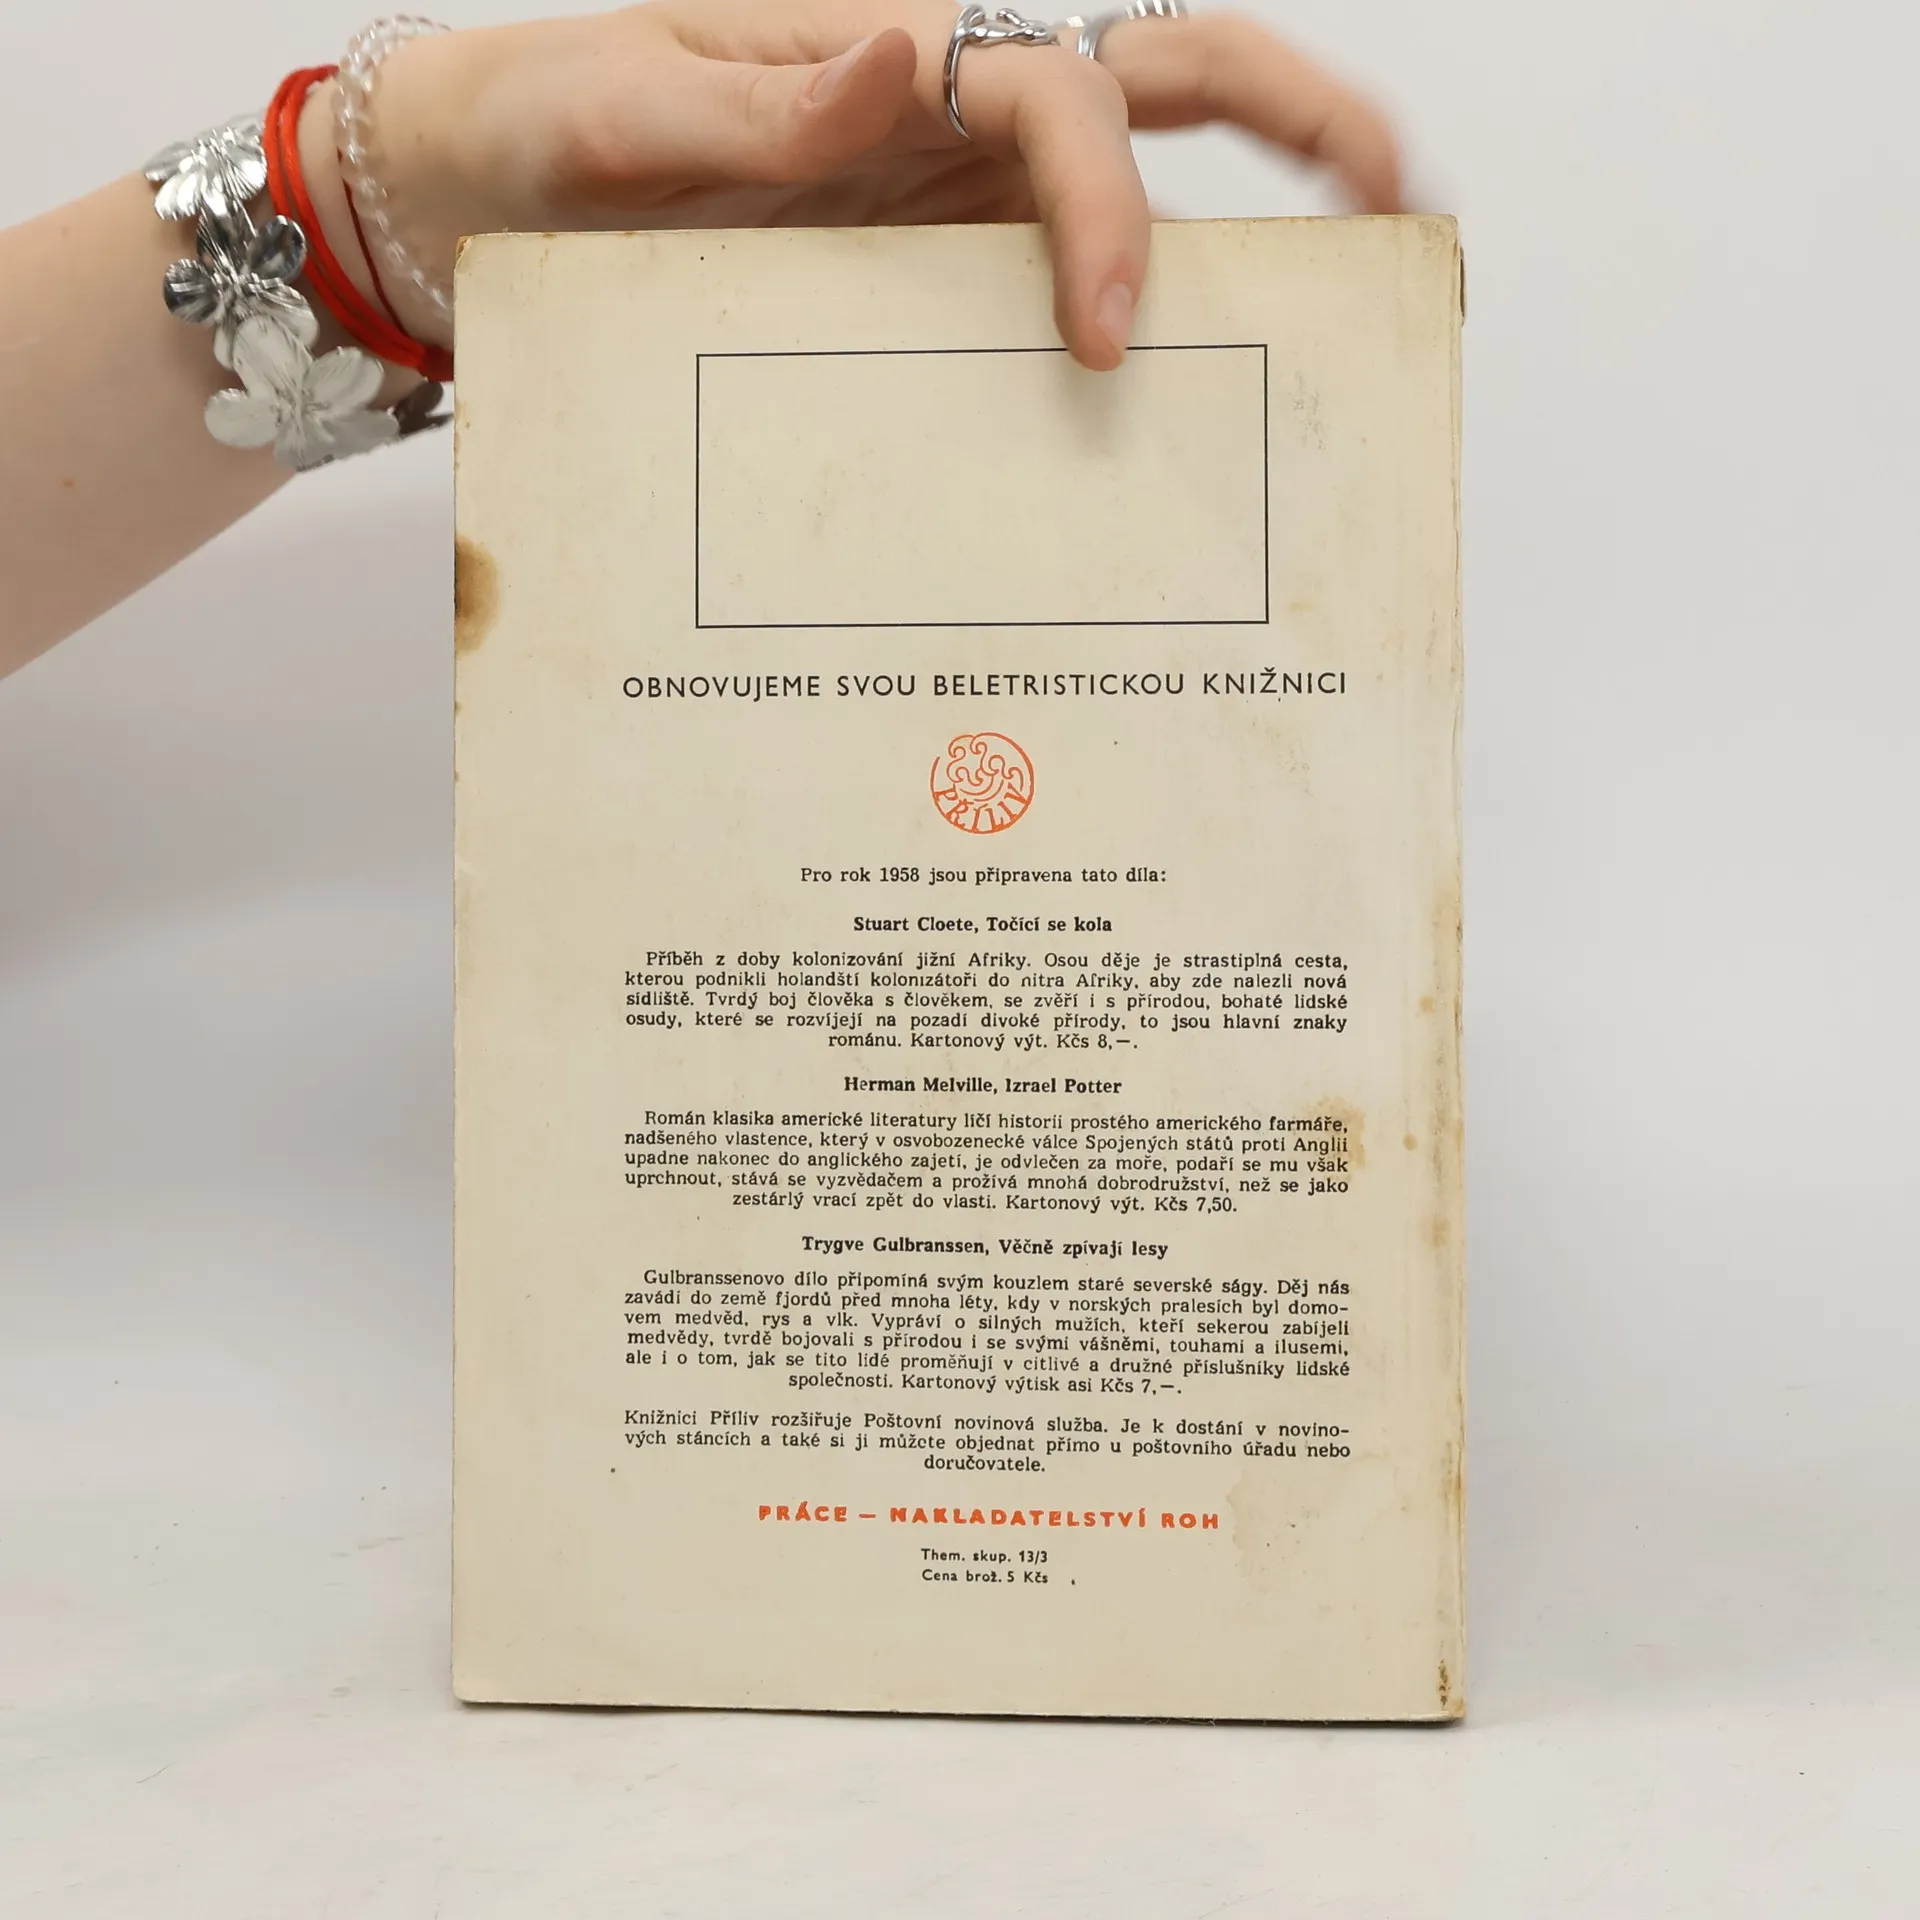 OBNOVUJEME SVOU BELETRISTICKOU KNIŽNICI
PŘÍLIV
Pro rok 1958 jsou připravena tato díla:
Stuart Cloete, Točící se kola
Příběh z doby kolonizování jižní Afriky. Osou děje je strastiplná cesta,
kterou podnikli holandští kolonizátoři do nitra Afriky, aby zde nalezli nová
sídliště. Tvrdý boj člověka s člověkem, se zvěří i s přírodou, bohaté lidské
osudy, které se rozvíjejí na pozadí divoké přírody, to jsou hlavní znaky
románu. Kartonový výt. Kčs 8,—.
Herman Melville, Izrael Potter
Román klasika americké literatury líčí historii prostého amerického farmáře,
nadšeného vlastence, který v osvobozenecké válce Spojených států proti Anglii
upadne nakonec do anglického zajetí, je odvlečen za moře, podaří se mu však
uprchnout, stává se vyzvědačem a prožívá mnohá dobrodružství, než se jako
zestárlý vrací zpět do vlasti. Kartonový výt. Kčs 7,50.
Trygve Gulbranssen, Věčně zpívají lesy
Gulbranssenovo dílo připomíná svým kouzlem staré severské ságy. Děj nás
zavádí do země fjordů před mnoha léty, kdy v norských pralesích byl domo-
vem medvěd, rys a vlk. Vypráví o silných mužích, kteří sekerou zabíjeli
medvědy, tvrdě bojovali s přírodou i se svými vášněmi, touhami a ilusemi,
ale i o tom, jak se tito lidé proměňují v citlivé a družné příslušníky lidské
společnosti. Kartonový výtisk asi Kčs 7,—.
Knižnici Příliv rozšiřuje Poštovní novinová služba. Je k dostání v novino-
vých stáncích a také si ji můžete objednat přímo u poštovního úřadu nebo
doručovatele.
PRÁCE — NAKLADATELSTVÍ ROH
Them. skup. 13/3
Cena brož. 5 Kčs